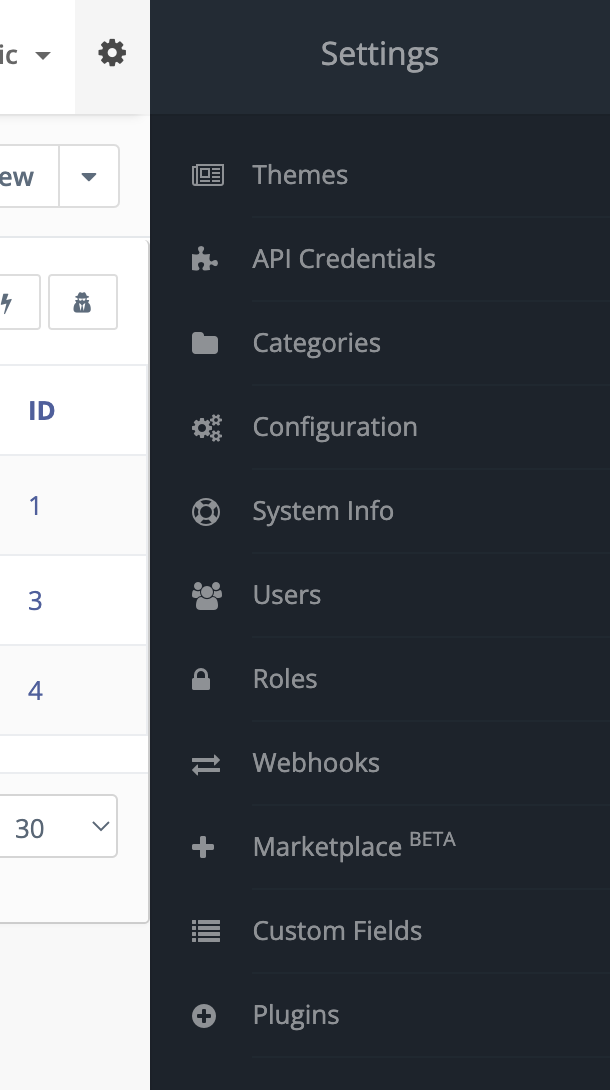 ic
Settings
ew
Themes
API Credentials
Categories
Configuration
System Info
Users
Roles
Webhooks
Marketplace BETA
Custom Fields
Plugins
ID
1
3
4
30